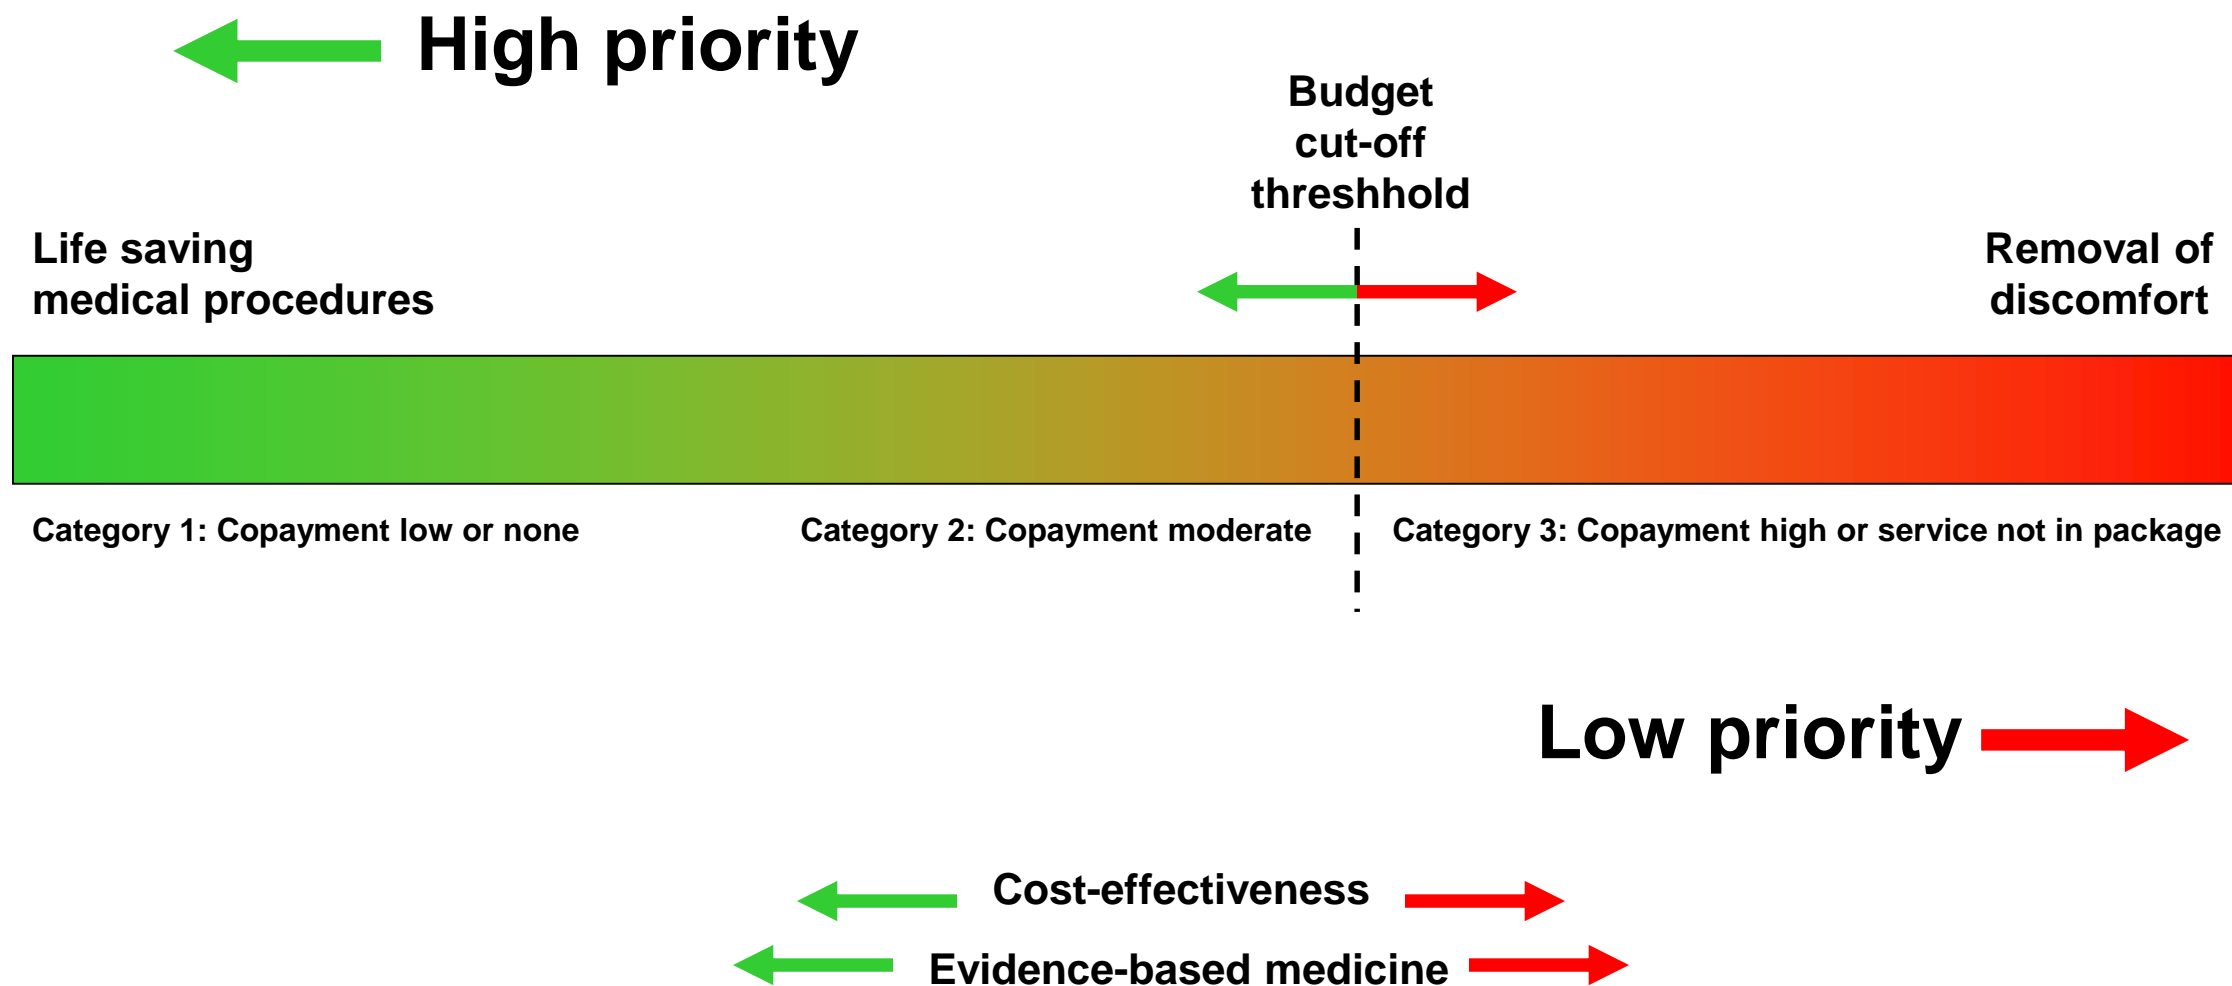 High priority
Budget
cut-off
threshhold
Life saving
medical procedures
Removal of
discomfort
Category 1: Copayment low or none
Category 2: Copayment moderate
Category 3: Copayment high or service not in package
Low priority
Cost-effectiveness
Evidence-based medicine